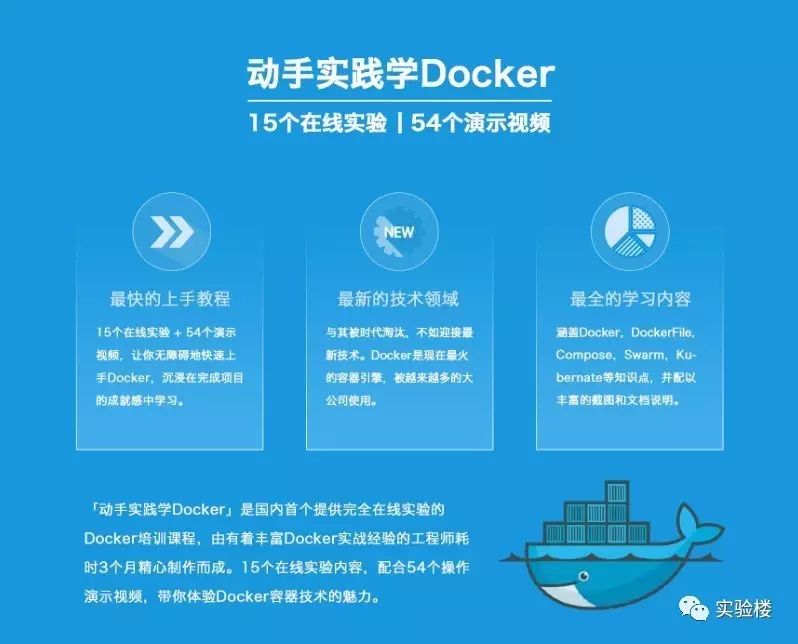 动手实践学Docker
15个在线实验 | 54个演示视频
NEW
最快的上手教程
15个在线实验 + 54个演示
视频，让你无障碍地快速上
手Docker，沉浸在完成项目
的成就感中学习。
最新的技术领域
与其被时代淘汰，不如迎接最
新技术。Docker是现在最火
的容器引擎，被越来越多的大
公司使用。
最全的学习内容
涵盖Docker，DockerFile,
Compose，Swarm，Ku-
bernate等知识点，并配以
丰富的截图和文档说明。
「动手实践学Docker」是国内首个提供完全在线实验的
Docker培训课程，由有着丰富Docker实战经验的工程师耗
时3个月精心制作而成。15个在线实验内容，配合54个操作
演示视频，带你体验Docker容器技术的魅力。
实验楼